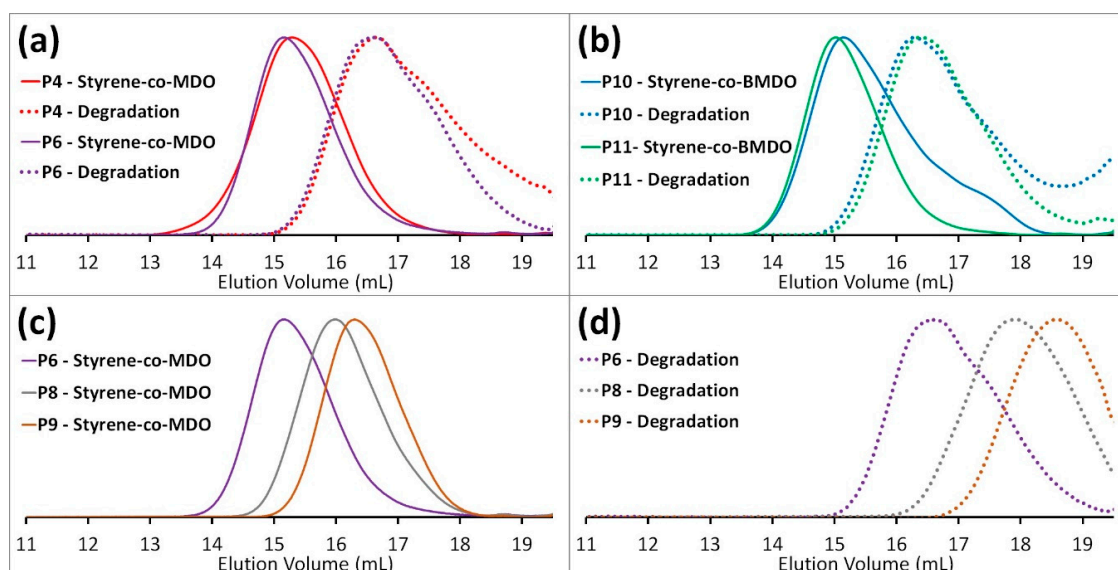 (a)
P4 - Styrene-co-MDO
P4 - Degradation
P6 - Styrene-co-MDO
P6 - Degradation
11 12 13 14 15 16 17 18 19
Elution Volume (mL)
(b)
P10 - Styrene-co-BMDO
P10 - Degradation
P11- Styrene-co-BMDO
P11 - Degradation
11 12 13 14 15 16 17 18 19
Elution Volume (mL)
(c)
P6 - Styrene-co-MDO
P8 - Styrene-co-MDO
P9 - Styrene-co-MDO
11 12 13 14 15 16 17 18 19
Elution Volume (mL)
(d)
P6 - Degradation
P8 - Degradation
P9 - Degradation
11 12 13 14 15 16 17 18 19
Elution Volume (mL)